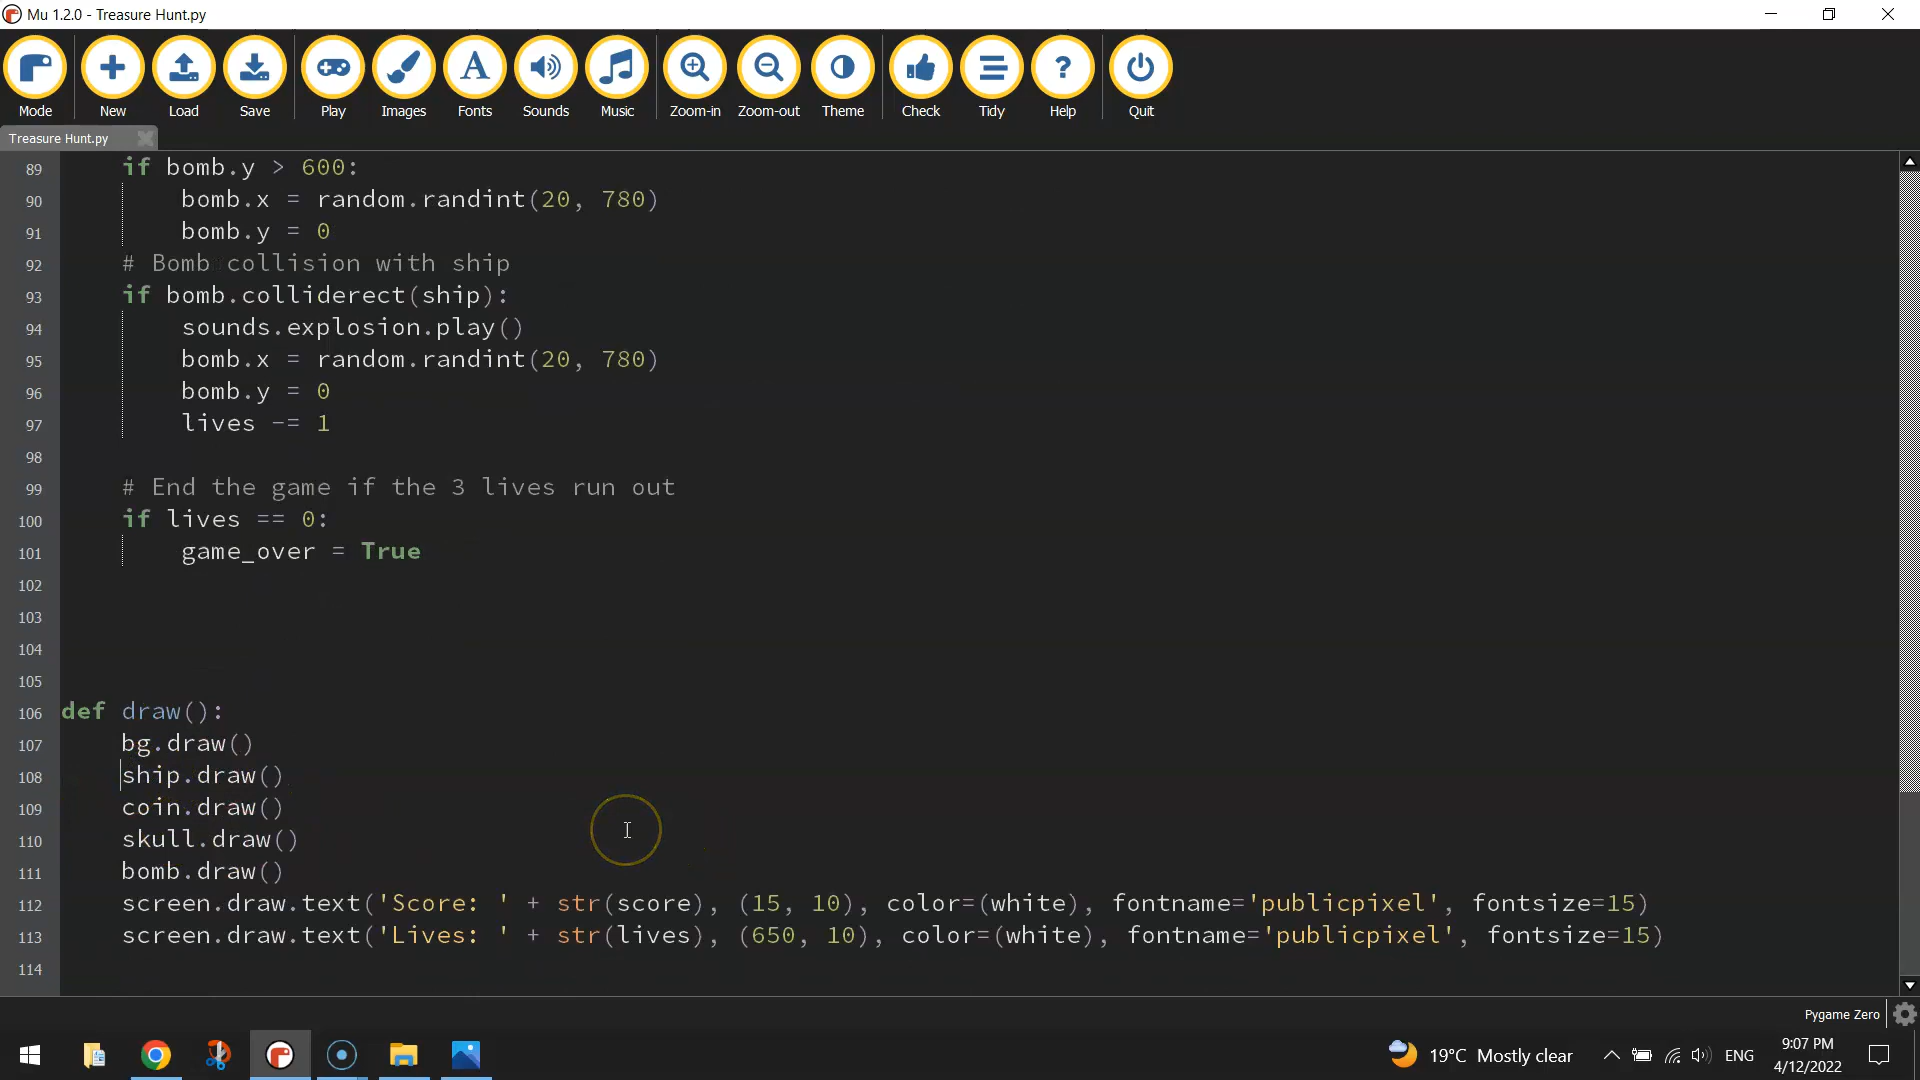 Mu 1.2.0 - Treasure Hunt.py
Mode New Load Save Play Images Fonts Sounds Music Zoom-in Zoom-out Theme Check Tidy Help Quit
Treasure Hunt.py
89 if bomb.y > 600:
90 bomb.x = random.randint(20, 780)
91 bomb.y = 0
92 # Bomb collision with ship
93 if bomb.colliderect(ship):
94 sounds.explosion.play()
95 bomb.x = random.randint(20, 780)
96 bomb.y = 0
97 lives -= 1
98
99 # End the game if the 3 lives run out
100 if lives == 0:
101 game_over = True
102
103
104
105
106 def draw():
107 bg.draw()
108 ship.draw()
109 coin.draw()
110 skull.draw()
111 bomb.draw()
112 screen.draw.text('Score: ' + str(score), (15, 10), color=(white), fontname='publicpixel', fontsize=15)
113 screen.draw.text('Lives: ' + str(lives), (650, 10), color=(white), fontname='publicpixel', fontsize=15)
114
Pygame Zero
19°C Mostly clear ENG 9:07 PM
4/12/2022